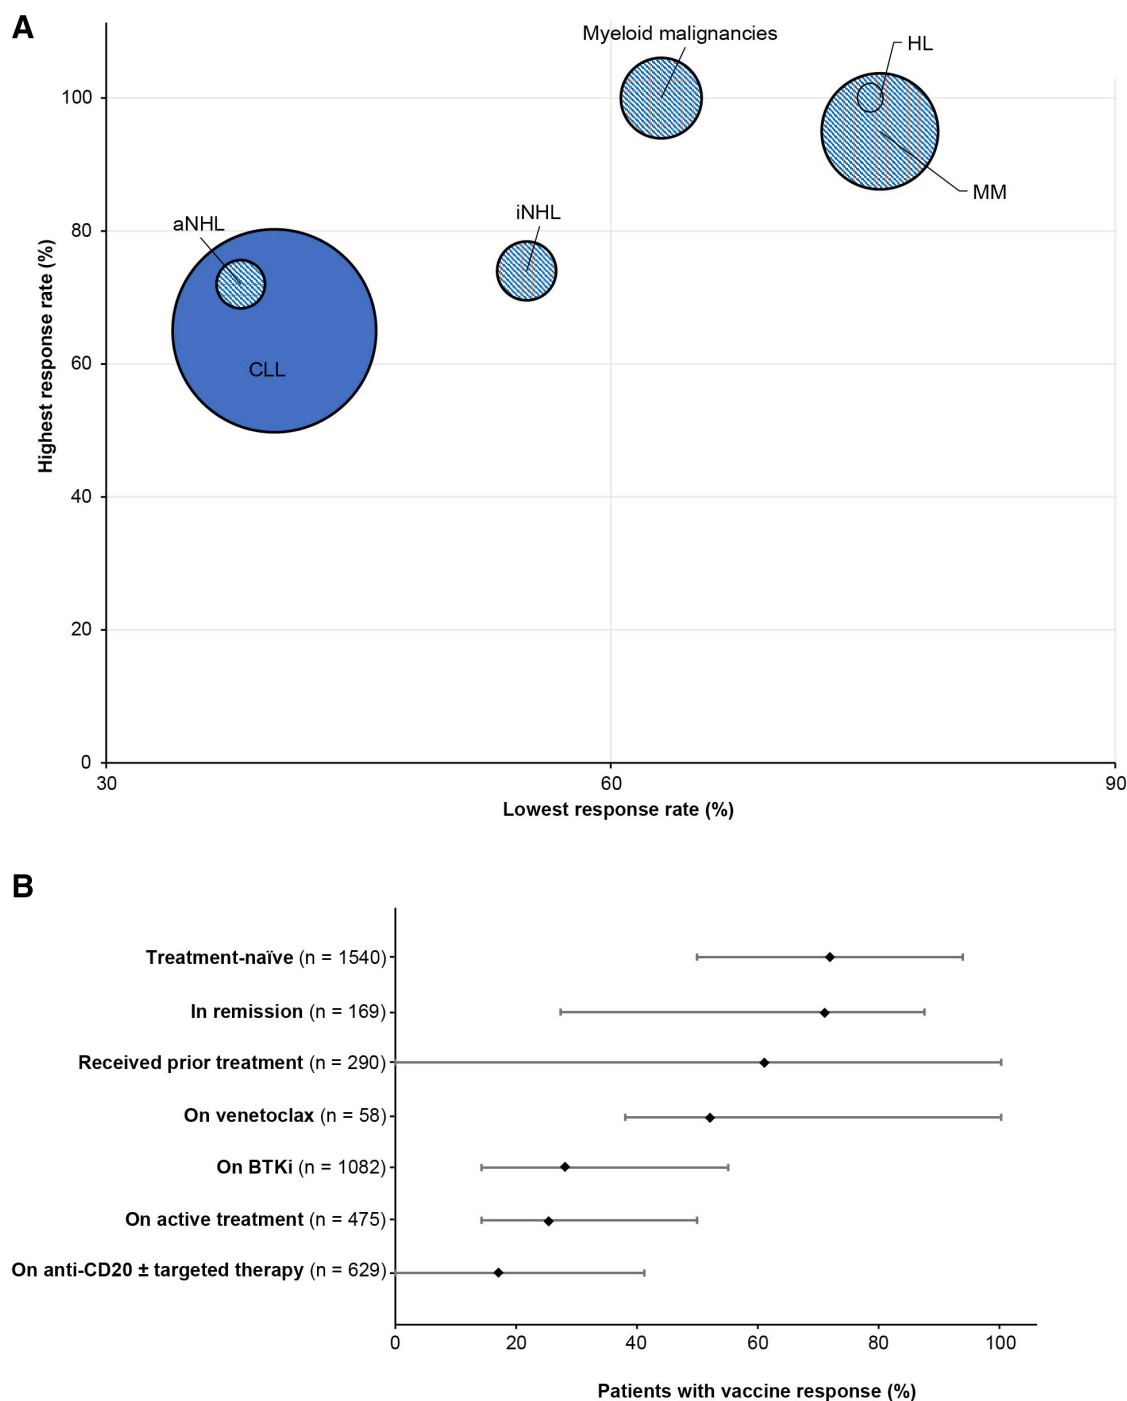 A
Myeloid malignancies
HL
100
MM
iNHL
aNHL
80
Highest response rate (%)
60
CLL
40
20
0
30
60
90
Lowest response rate (%)
B
Treatment-naïve (n = 1540)
In remission (n = 169)
Received prior treatment (n = 290)
On venetoclax (n = 58)
On BTKi (n = 1082)
On active treatment (n = 475)
On anti-CD20 ± targeted therapy (n = 629)
0
20
40
60
80
100
Patients with vaccine response (%)